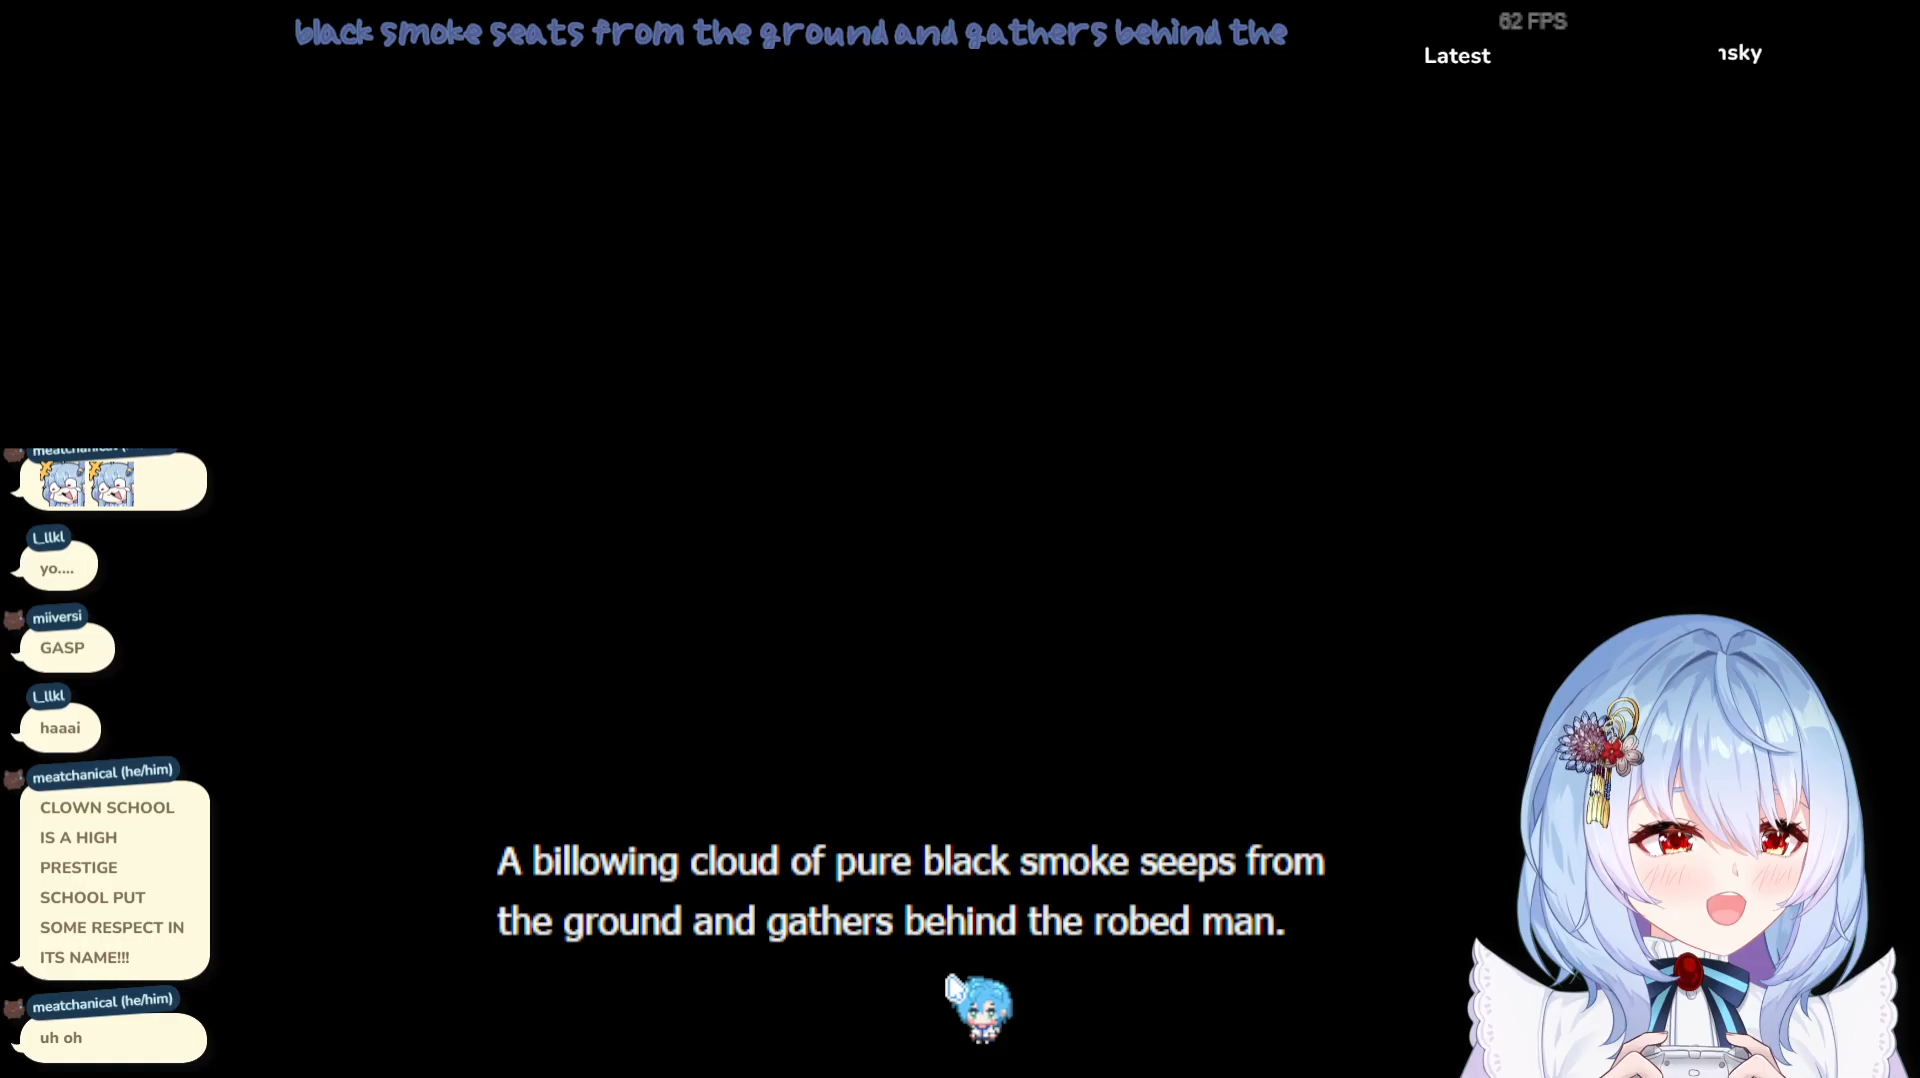 black smoke seats from the ground and gathers behind the
62 FPS
Latest
nsky
L_llkl
yo....
miiversi
GASP
L_llkl
haaai
meatchanical (he/him)
CLOWN SCHOOL
IS A HIGH
PRESTIGE
SCHOOL PUT
SOME RESPECT IN
ITS NAME!!!
meatchanical (he/him)
uh oh
A billowing cloud of pure black smoke seeps from
the ground and gathers behind the robed man.